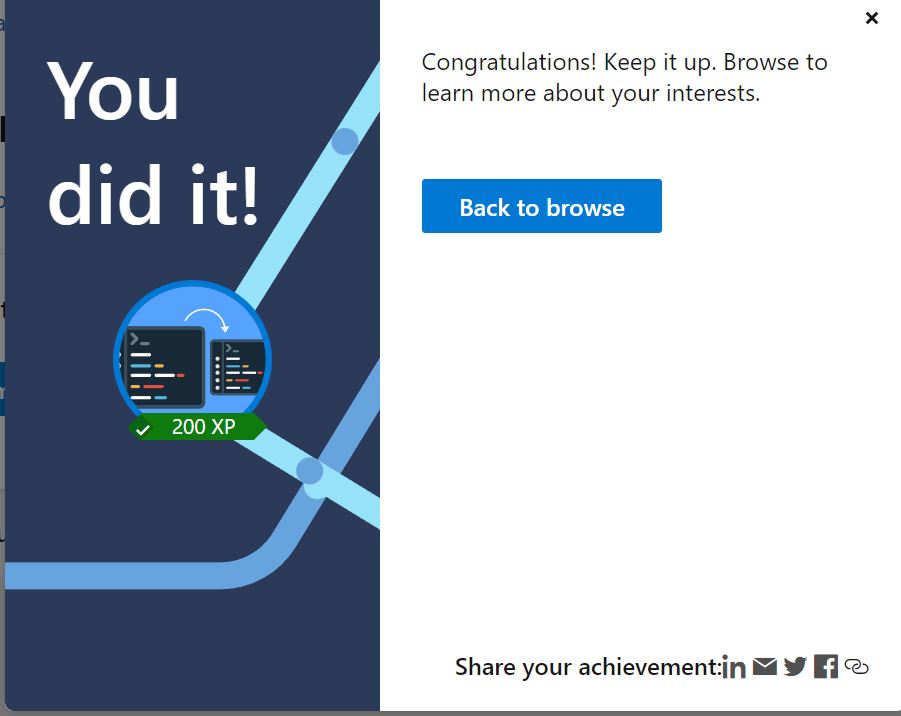 You
did it!
200 XP
Congratulations! Keep it up. Browse to
learn more about your interests.
Back to browse
Share your achievement: